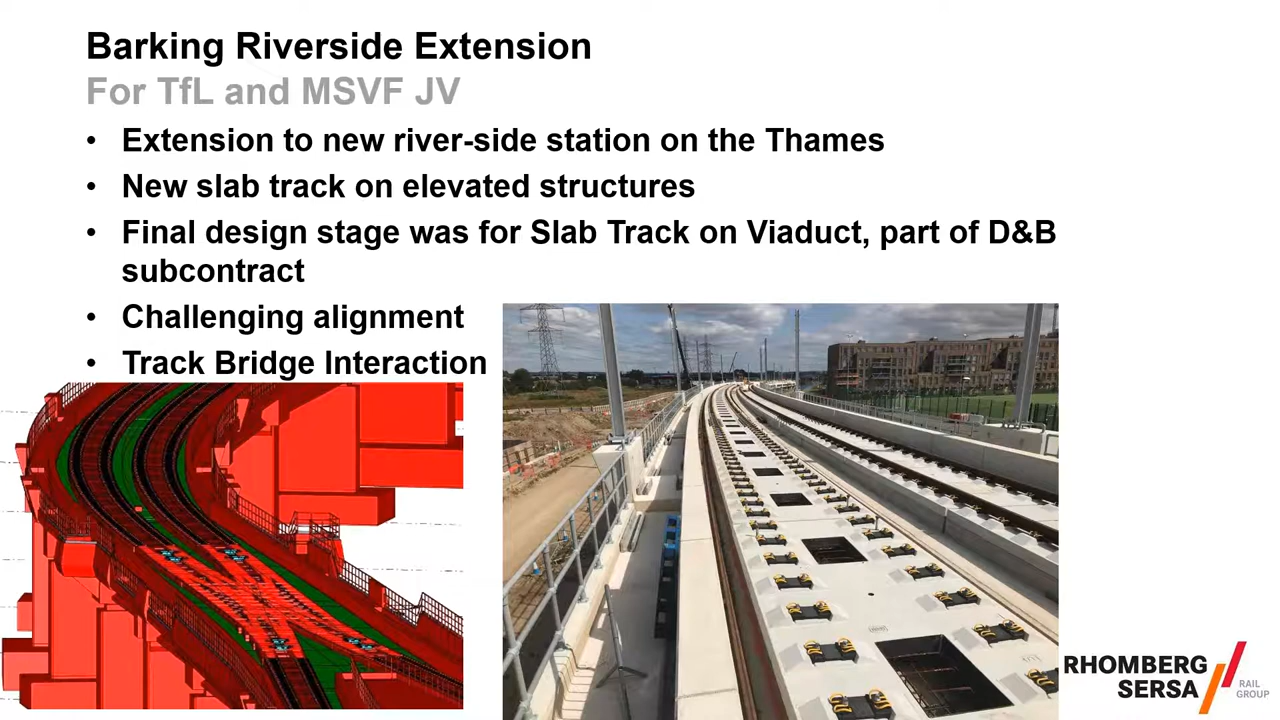 Barking Riverside Extension
For TfL and MSVF JV
• Extension to new river-side station on the Thames
• New slab track on elevated structures
• Final design stage was for Slab Track on Viaduct, part of D&B
subcontract
• Challenging alignment
• Track Bridge Interaction
RHOMBERG
SERSA
RAIL
GROUP